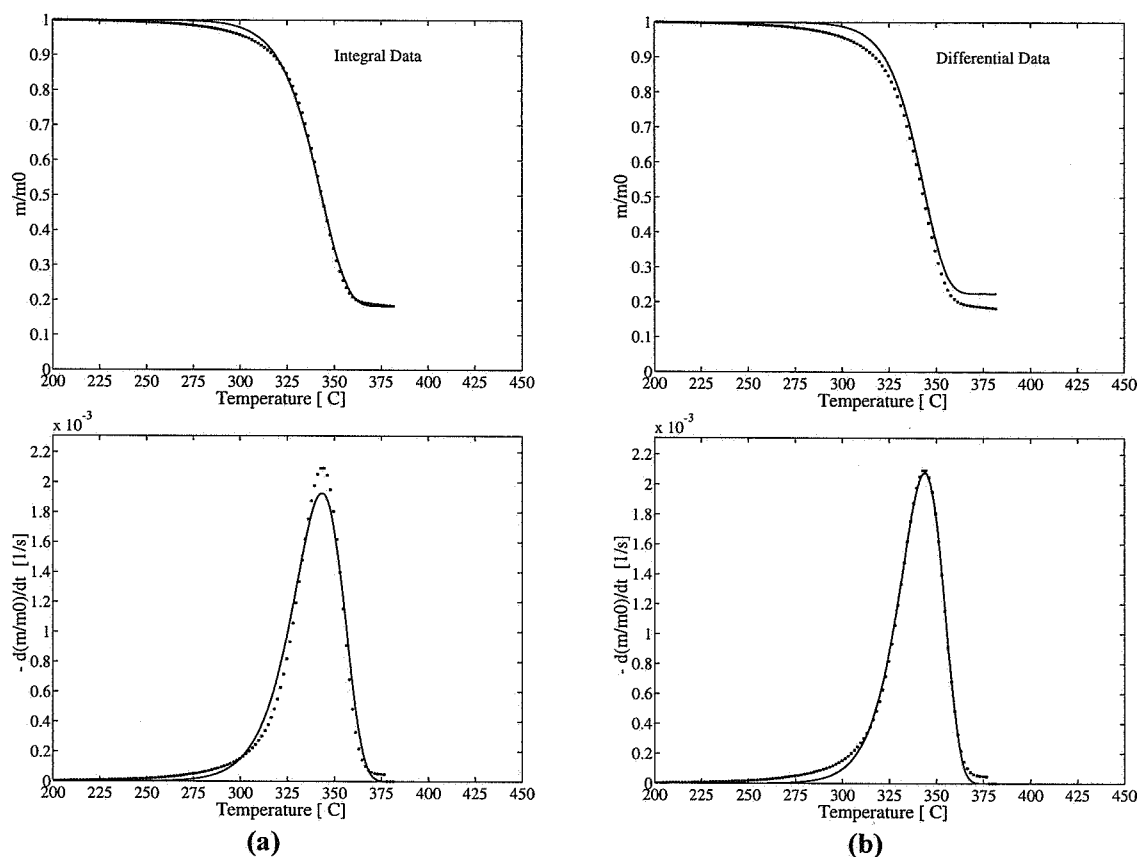 Integral Data
1
0.9
0.8
0.7
0.6
0.5
0.4
0.3
0.2
0.1
0
m/m0
200 225 250 275 300 325 350 375 400 425 450
Temperature [ C]
Differential Data
1
0.9
0.8
0.7
0.6
0.5
0.4
0.3
0.2
0.1
0
m/m0
200 225 250 275 300 325 350 375 400 425 450
Temperature [ C]
x 10⁻³
2.2
2
1.8
1.6
1.4
1.2
1
0.8
0.6
0.4
0.2
0
- d(m/m0)/dt [1/s]
200 225 250 275 300 325 350 375 400 425 450
Temperature [ C]
(a)
x 10⁻³
2.2
2
1.8
1.6
1.4
1.2
1
0.8
0.6
0.4
0.2
0
- d(m/m0)/dt [1/s]
200 225 250 275 300 325 350 375 400 425 450
Temperature [ C]
(b)